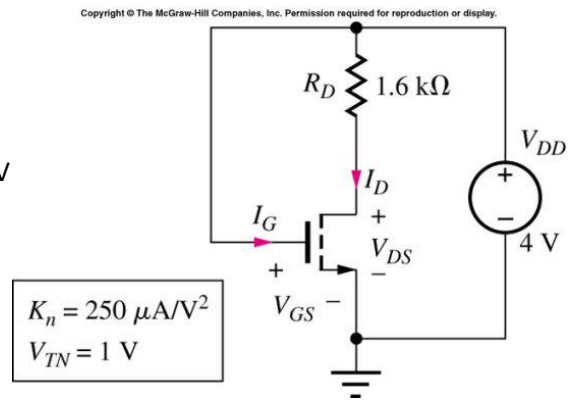 Copyright © The McGraw-Hill Companies, Inc. Permission required for reproduction or display.
R_D 1.6 kΩ
V_DD
V
+
I_D
I_G
+
−
+
V_DS
4 V
−
V_GS −
K_n = 250 μA/V²
V_TN = 1 V